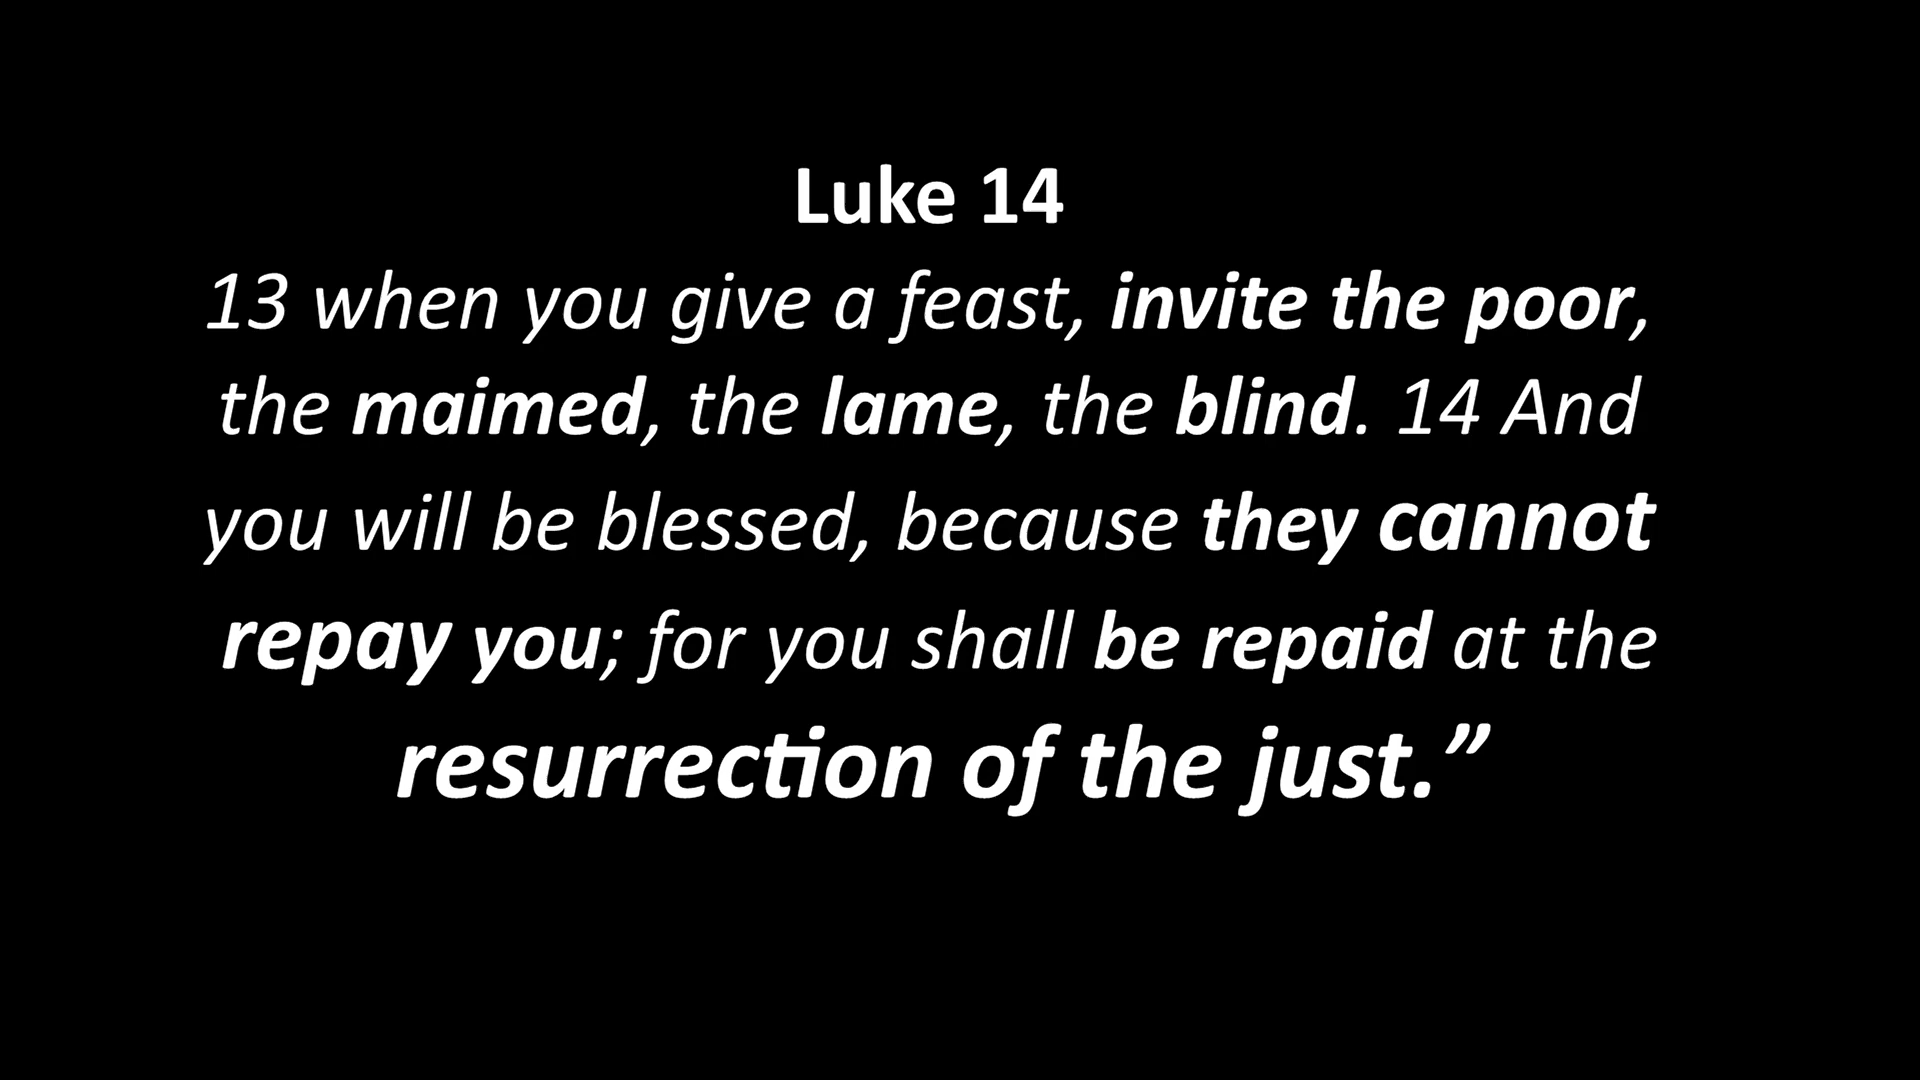 Luke 14
13 when you give a feast, invite the poor,
the maimed, the lame, the blind. 14 And
you will be blessed, because they cannot
repay you; for you shall be repaid at the
resurrection of the just.”